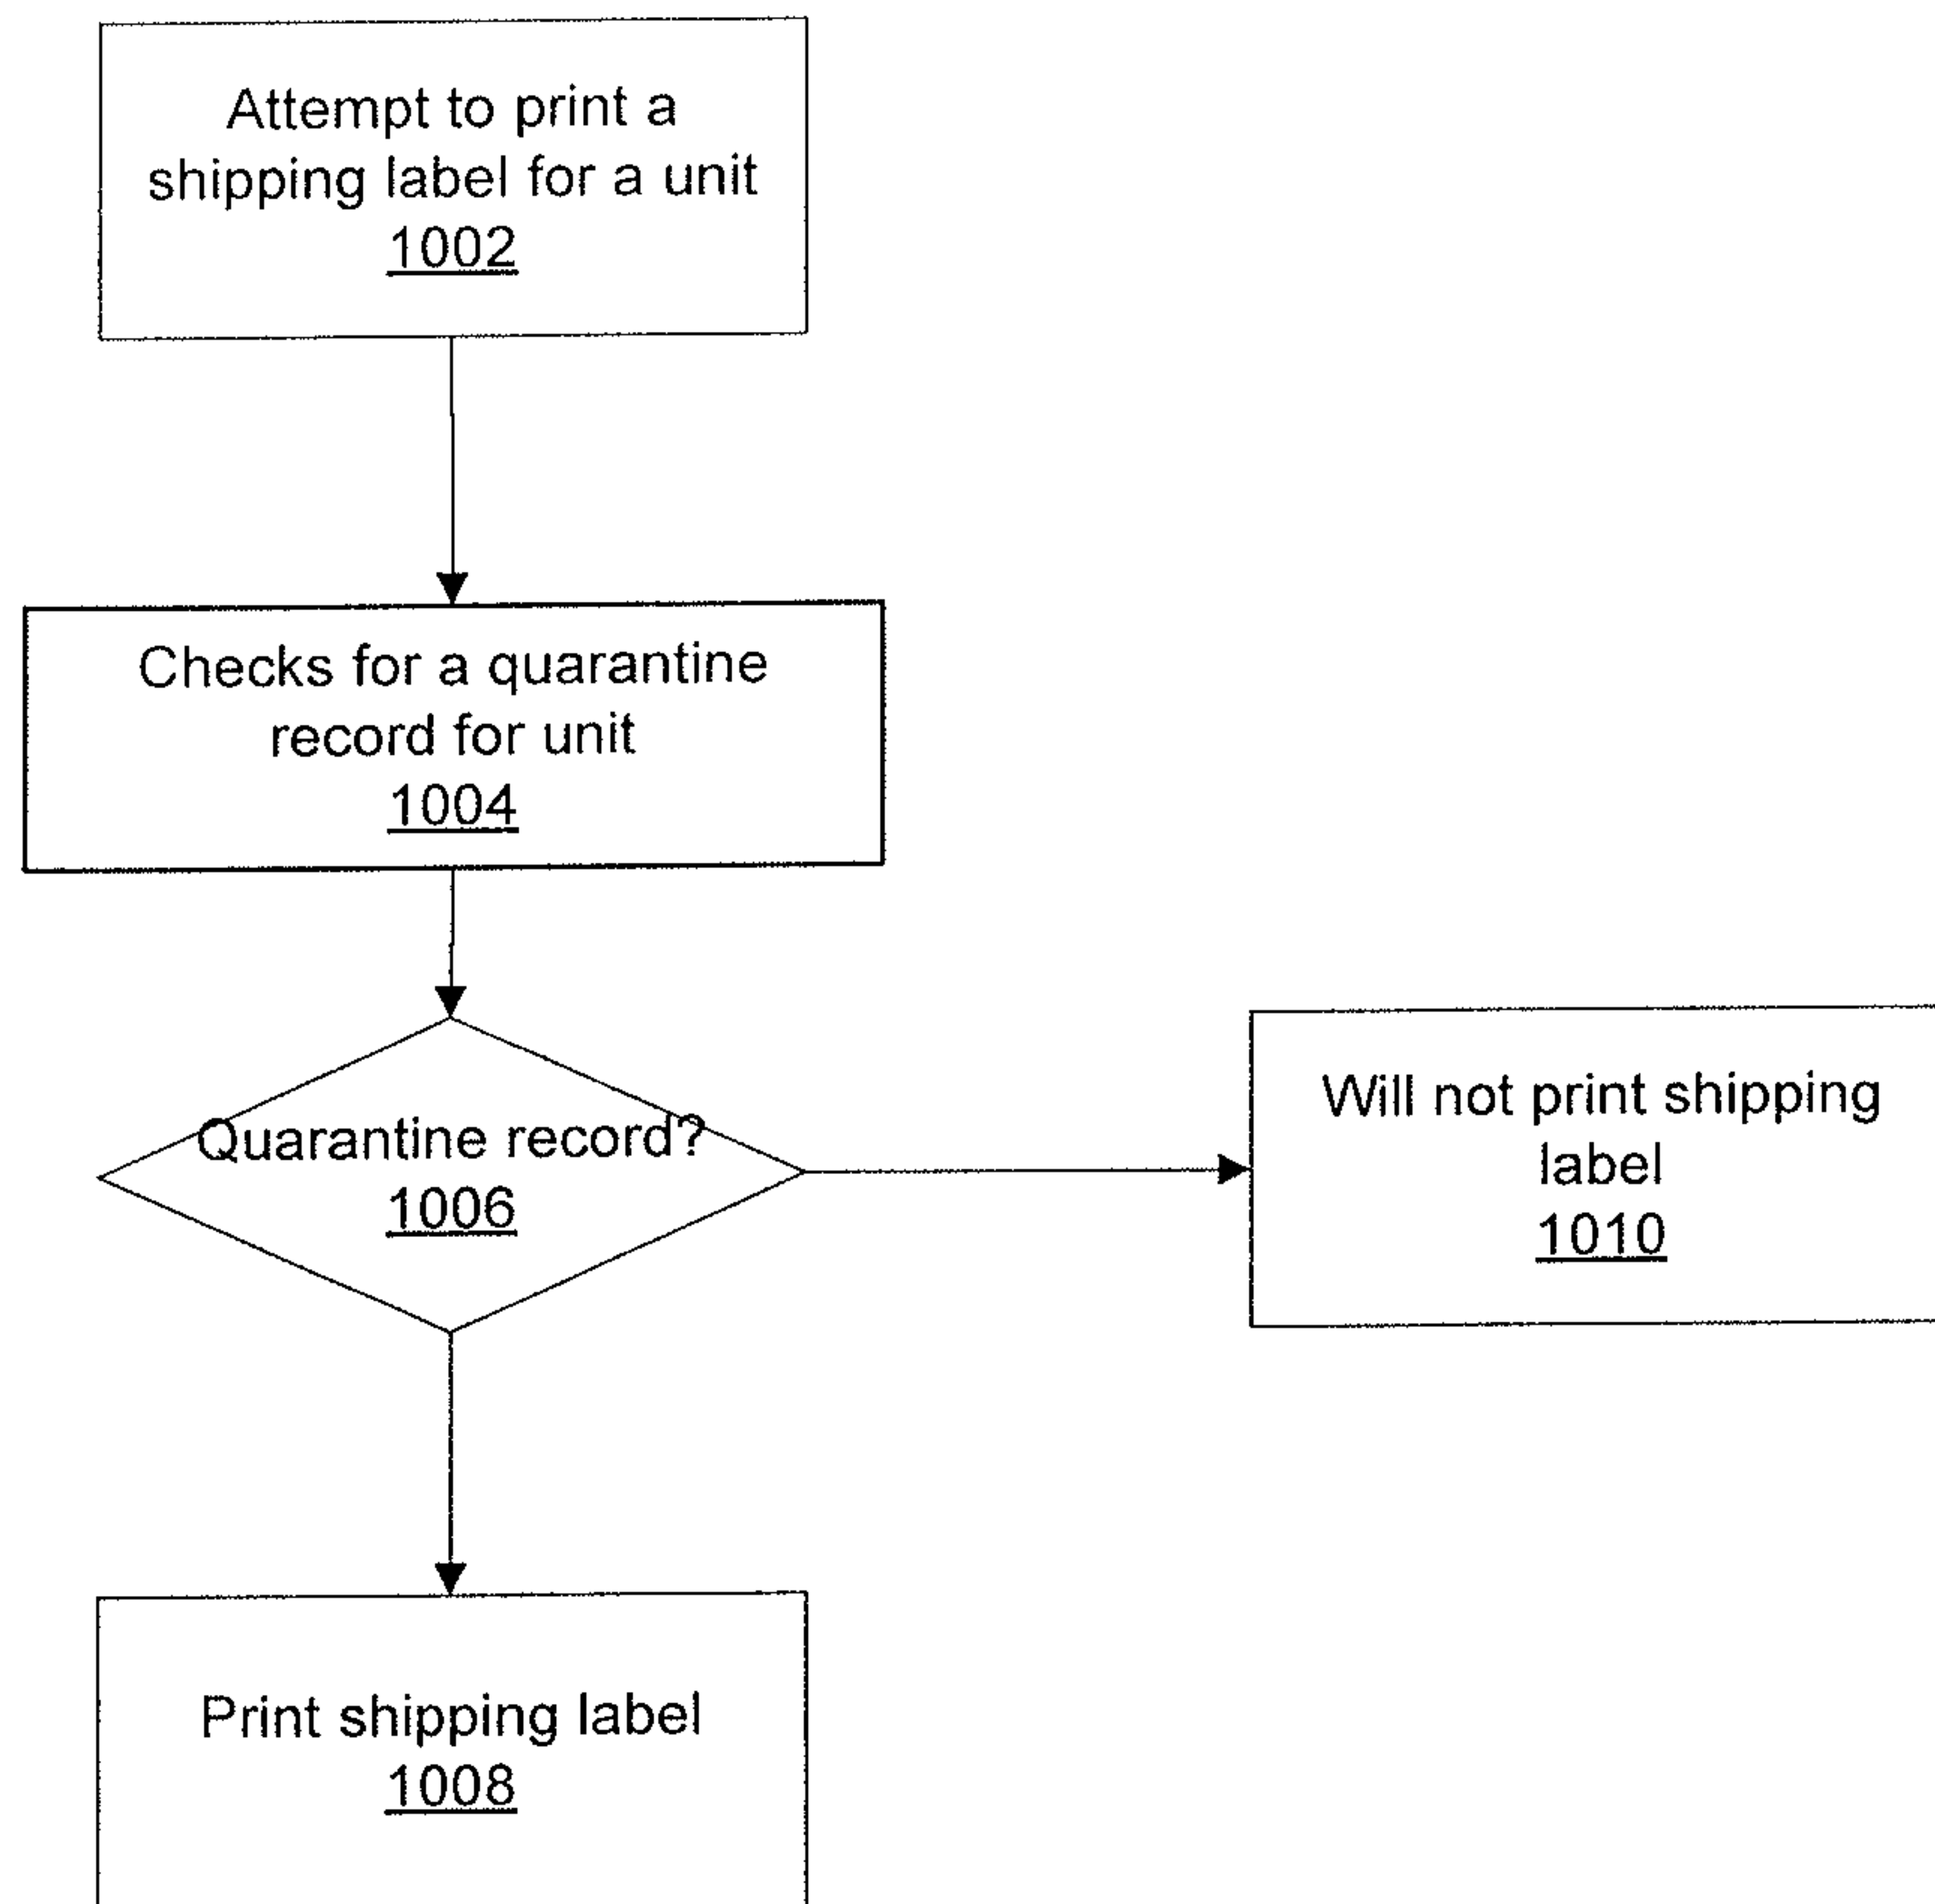 Attempt to print a
shipping label for a unit
1002
Checks for a quarantine
record for unit
1004
Quarantine record?
1006
Will not print shipping
label
1010
Print shipping label
1008